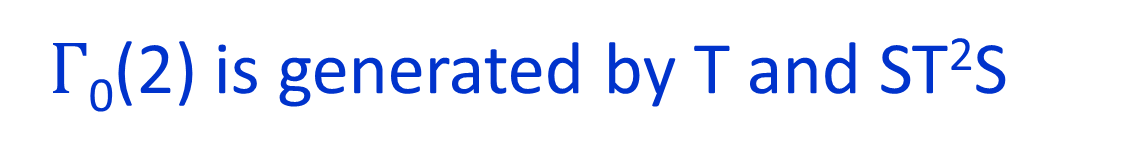 Γ₀(2) is generated by T and ST²S